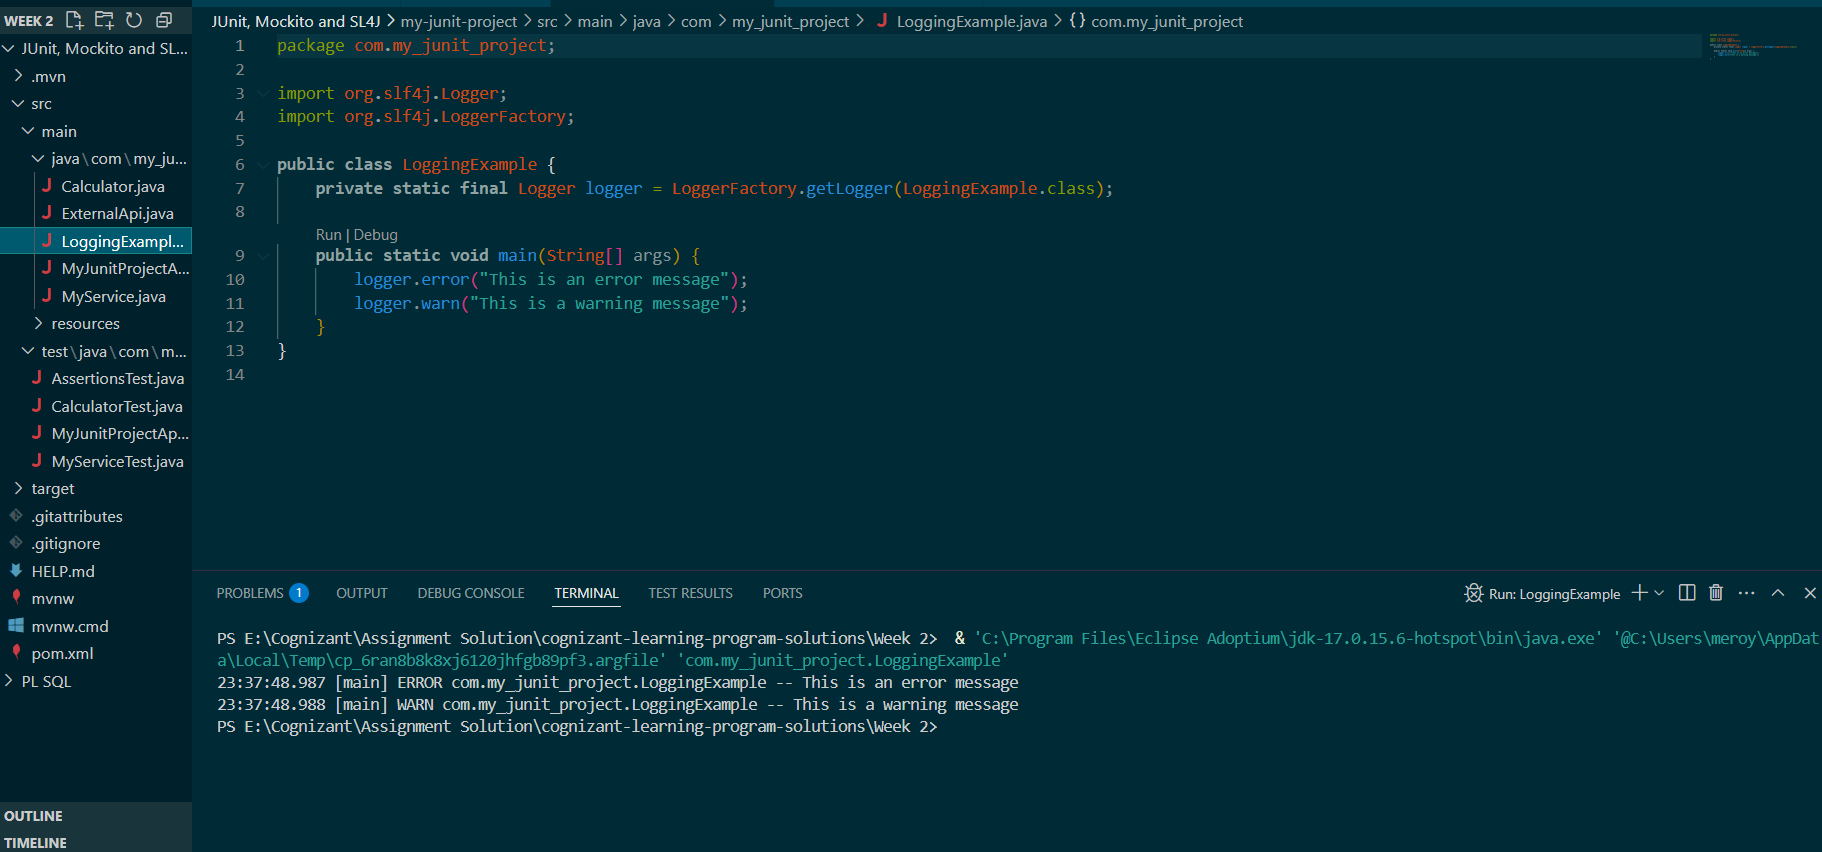 WEEK 2
JUnit, Mockito and SL...
.mvn
src
main
java\com\my_ju...
Calculator.java
ExternalApi.java
LoggingExampl...
MyJunitProjectA...
MyService.java
resources
test\java\com\m...
AssertionsTest.java
CalculatorTest.java
MyJunitProjectAp...
MyServiceTest.java
target
.gitattributes
.gitignore
HELP.md
mvnw
mvnw.cmd
pom.xml
PL SQL
OUTLINE
TIMELINE
JUnit, Mockito and SL4J > my-junit-project > src > main > java > com > my_junit_project > J LoggingExample.java > {} com.my_junit_project
1 package com.my_junit_project;
2
3 import org.slf4j.Logger;
4 import org.slf4j.LoggerFactory;
5
6 public class LoggingExample {
7 private static final Logger logger = LoggerFactory.getLogger(LoggingExample.class);
8
Run | Debug
9 public static void main(String[] args) {
10 logger.error("This is an error message");
11 logger.warn("This is a warning message");
12 }
13 }
14
PROBLEMS 1 OUTPUT DEBUG CONSOLE TERMINAL TEST RESULTS PORTS Run: LoggingExample
PS E:\Cognizant\Assignment Solution\cognizant-learning-program-solutions\Week 2> & 'C:\Program Files\Eclipse Adoptium\jdk-17.0.15.6-hotspot\bin\java.exe' '@C:\Users\meroy\AppDat
a\Local\Temp\cp_6ran8b8k8xj6120jhfgb89pf3.argfile' 'com.my_junit_project.LoggingExample'
23:37:48.987 [main] ERROR com.my_junit_project.LoggingExample -- This is an error message
23:37:48.988 [main] WARN com.my_junit_project.LoggingExample -- This is a warning message
PS E:\Cognizant\Assignment Solution\cognizant-learning-program-solutions\Week 2>